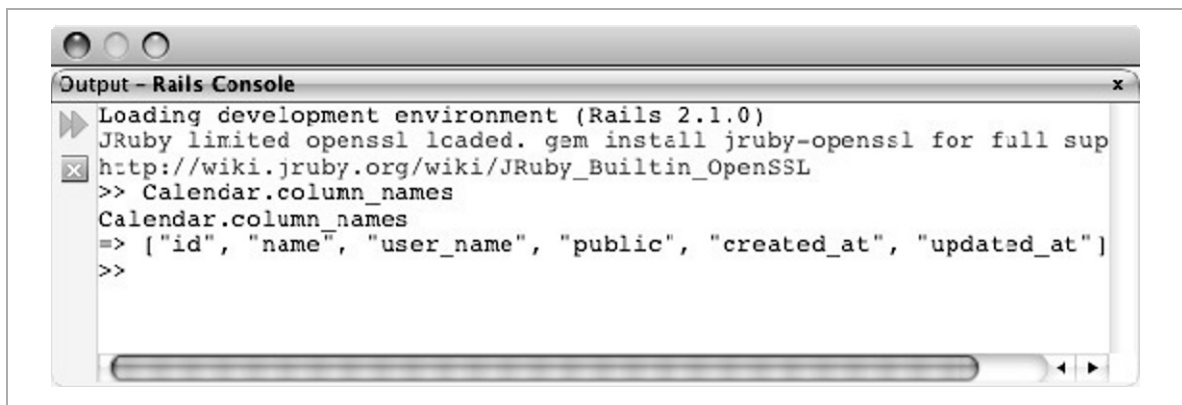 Output - Rails Console x
Loading development environment (Rails 2.1.0)
JRuby limited openssl loaded. gem install jruby-openssl for full sup
http://wiki.jruby.org/wiki/JRuby_Builtin_OpenSSL
>> Calendar.column_names
Calendar.column_names
=> ["id", "name", "user_name", "public", "created_at", "updated_at"]
>>